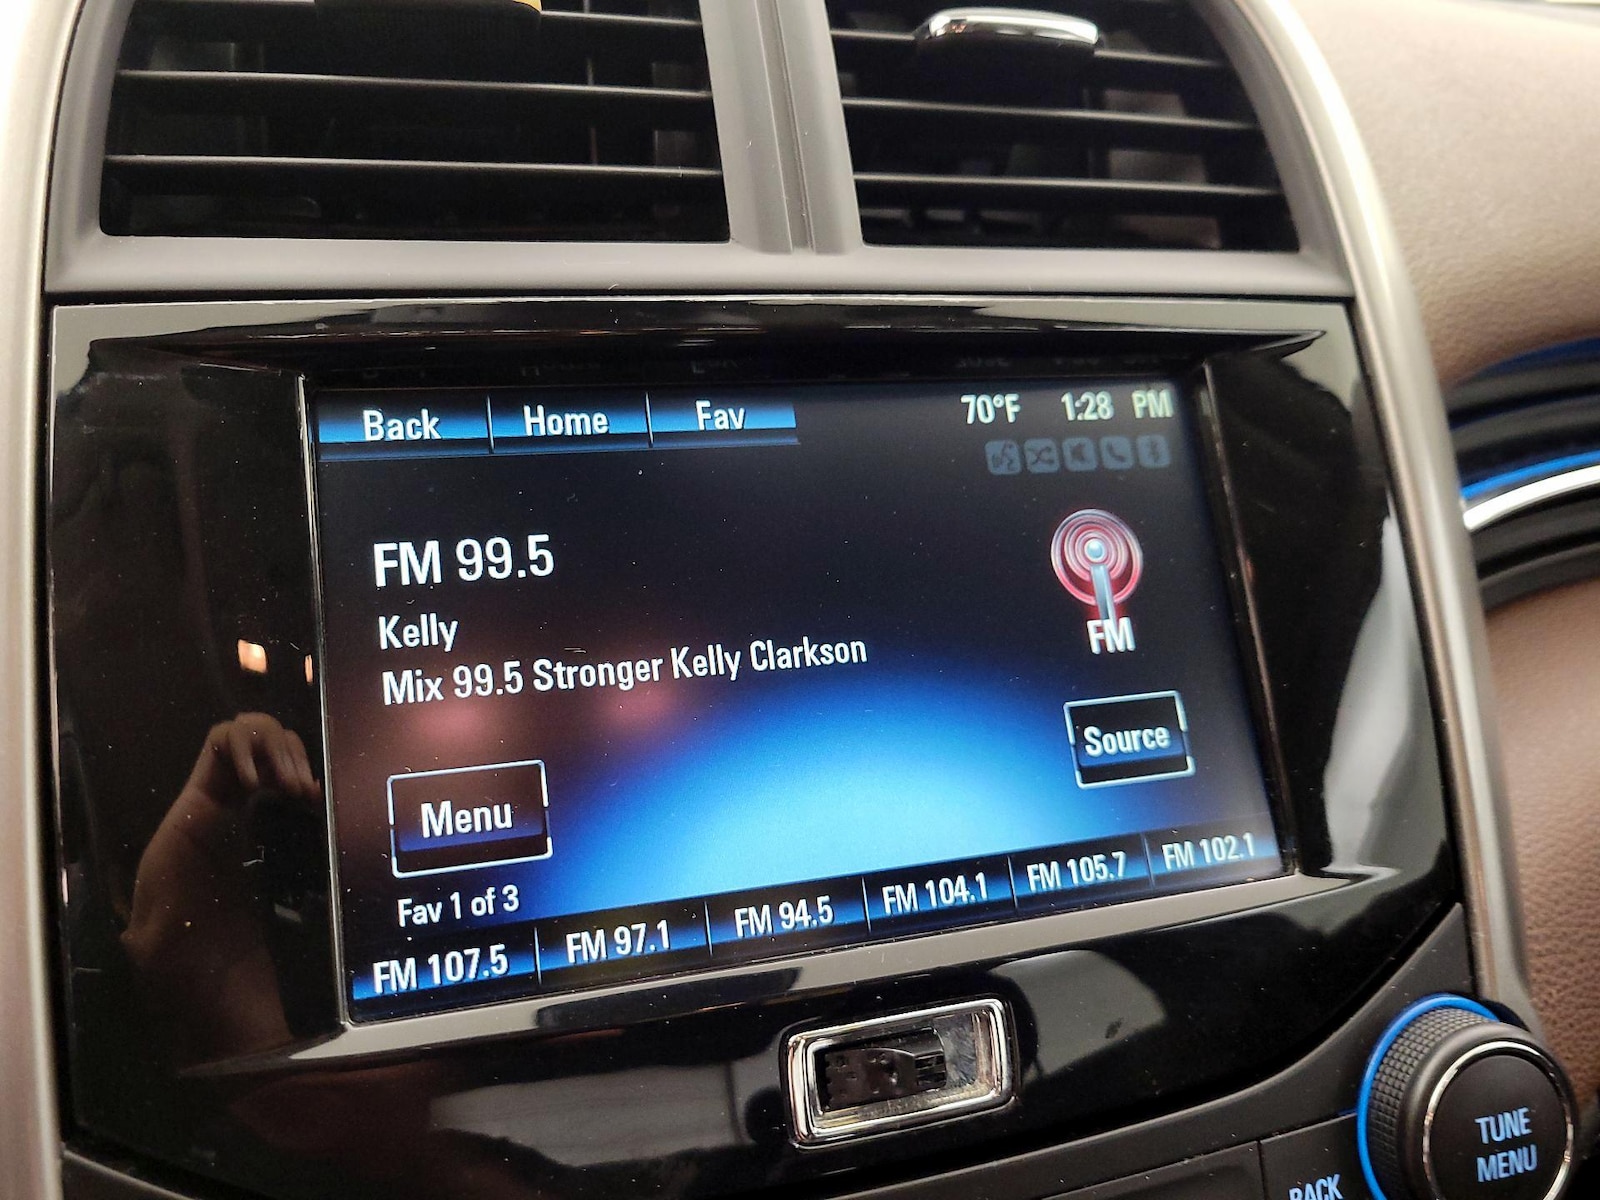 Back Home Fav 70°F 1:28 PM
FM 99.5
Kelly
Mix 99.5 Stronger Kelly Clarkson
FM
Source
Menu
Fav 1 of 3
FM 107.5 FM 97.1 FM 94.5 FM 104.1 FM 105.7 FM 102.1
TUNE
MENU
BACK